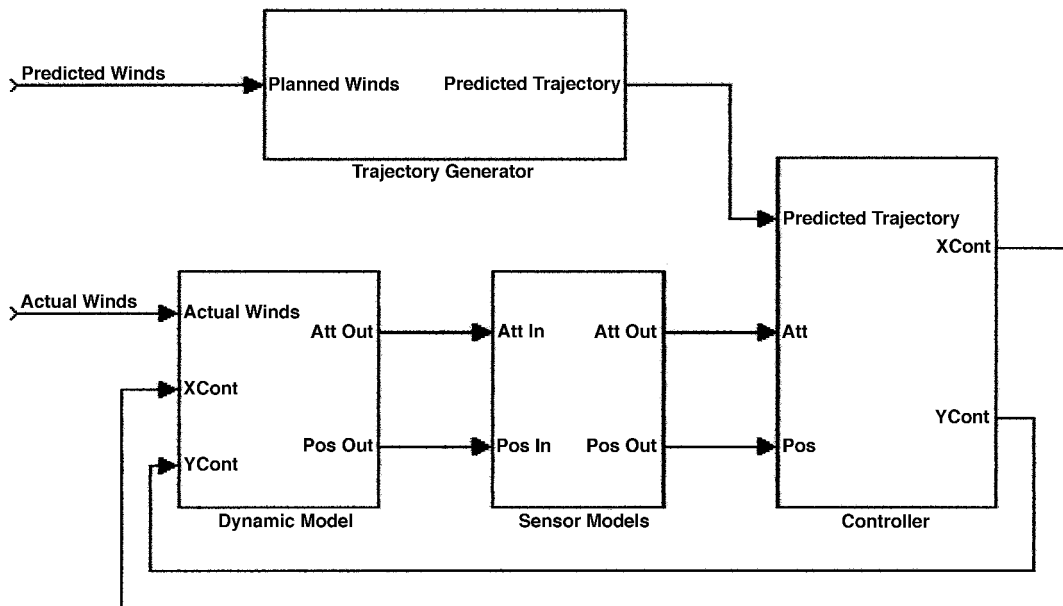 Predicted Winds
Planned Winds
Predicted Trajectory
Trajectory Generator
Predicted Trajectory
XCont
Actual Winds
Actual Winds
Att Out
Att In
Att Out
Att
XCont
YCont
Pos Out
Pos In
Pos Out
Pos
YCont
Dynamic Model
Sensor Models
Controller